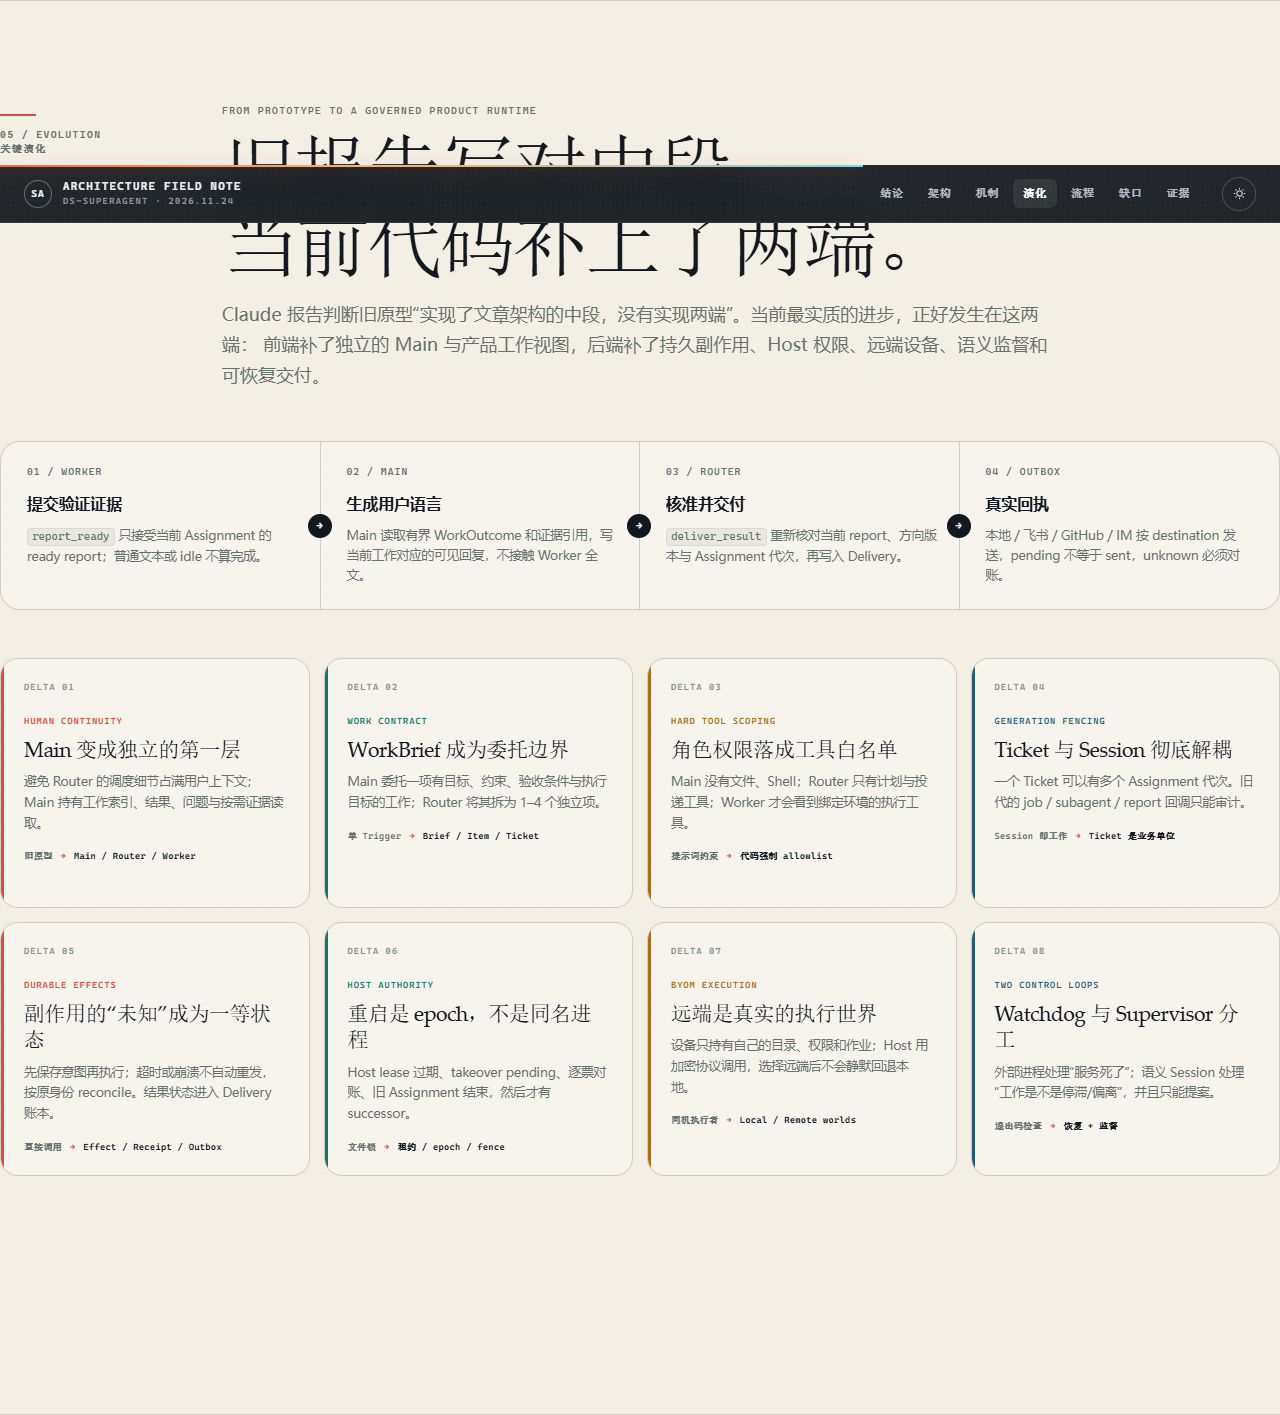 FROM PROTOTYPE TO A GOVERNED PRODUCT RUNTIME
05 / EVOLUTION
关键演化
旧报告写对中段，
SA
ARCHITECTURE FIELD NOTE
DS-SUPERAGENT · 2026.11.24
结论
架构
机制
演化
流程
缺口
证据
当前代码补上了两端。
Claude 报告判断旧原型“实现了文章架构的中段，没有实现两端”。当前最实质的进步，正好发生在这两
端： 前端补了独立的 Main 与产品工作视图，后端补了持久副作用、Host 权限、远端设备、语义监督和
可恢复交付。
01 / WORKER
提交验证证据
report_ready 只接受当前 Assignment 的
ready report；普通文本或 idle 不算完成。
02 / MAIN
生成用户语言
Main 读取有界 WorkOutcome 和证据引用，写
当前工作对应的可见回复，不接触 Worker 全
文。
03 / ROUTER
核准并交付
deliver_result 重新核对当前 report、方向版
本与 Assignment 代次，再写入 Delivery。
04 / OUTBOX
真实回执
本地 / 飞书 / GitHub / IM 按 destination 发
送，pending 不等于 sent，unknown 必须对
账。
DELTA 01
HUMAN CONTINUITY
Main 变成独立的第一层
避免 Router 的调度细节占满用户上下文；
Main 持有工作索引、结果、问题与按需证据读
取。
旧原型 → Main / Router / Worker
DELTA 02
WORK CONTRACT
WorkBrief 成为委托边界
Main 委托一项有目标、约束、验收条件与执行
目标的工作；Router 将其拆为 1–4 个独立项。
单 Trigger → Brief / Item / Ticket
DELTA 03
HARD TOOL SCOPING
角色权限落成工具白名单
Main 没有文件、Shell；Router 只有计划与投
递工具；Worker 才会看到绑定环境的执行工
具。
提示词约束 → 代码强制 allowlist
DELTA 04
GENERATION FENCING
Ticket 与 Session 彻底解耦
一个 Ticket 可以有多个 Assignment 代次。旧
代的 job / subagent / report 回调只能审计。
Session 即工作 → Ticket 是业务单位
DELTA 05
DURABLE EFFECTS
副作用的“未知”成为一等状
态
先保存意图再执行；超时或崩溃不自动重发，
按原身份 reconcile。结果状态进入 Delivery
账本。
直接调用 → Effect / Receipt / Outbox
DELTA 06
HOST AUTHORITY
重启是 epoch，不是同名进
程
Host lease 过期、takeover pending、逐票对
账、旧 Assignment 结束，然后才有
successor。
文件锁 → 租约 / epoch / fence
DELTA 07
BYOM EXECUTION
远端是真实的执行世界
设备只持有自己的目录、权限和作业；Host 用
加密协议调用，选择远端后不会静默回退本
地。
同机执行者 → Local / Remote worlds
DELTA 08
TWO CONTROL LOOPS
Watchdog 与 Supervisor 分
工
外部进程处理“服务死了”；语义 Session 处理
“工作是不是停滞/偏离”，并且只能提案。
退出码检查 → 恢复 + 监督